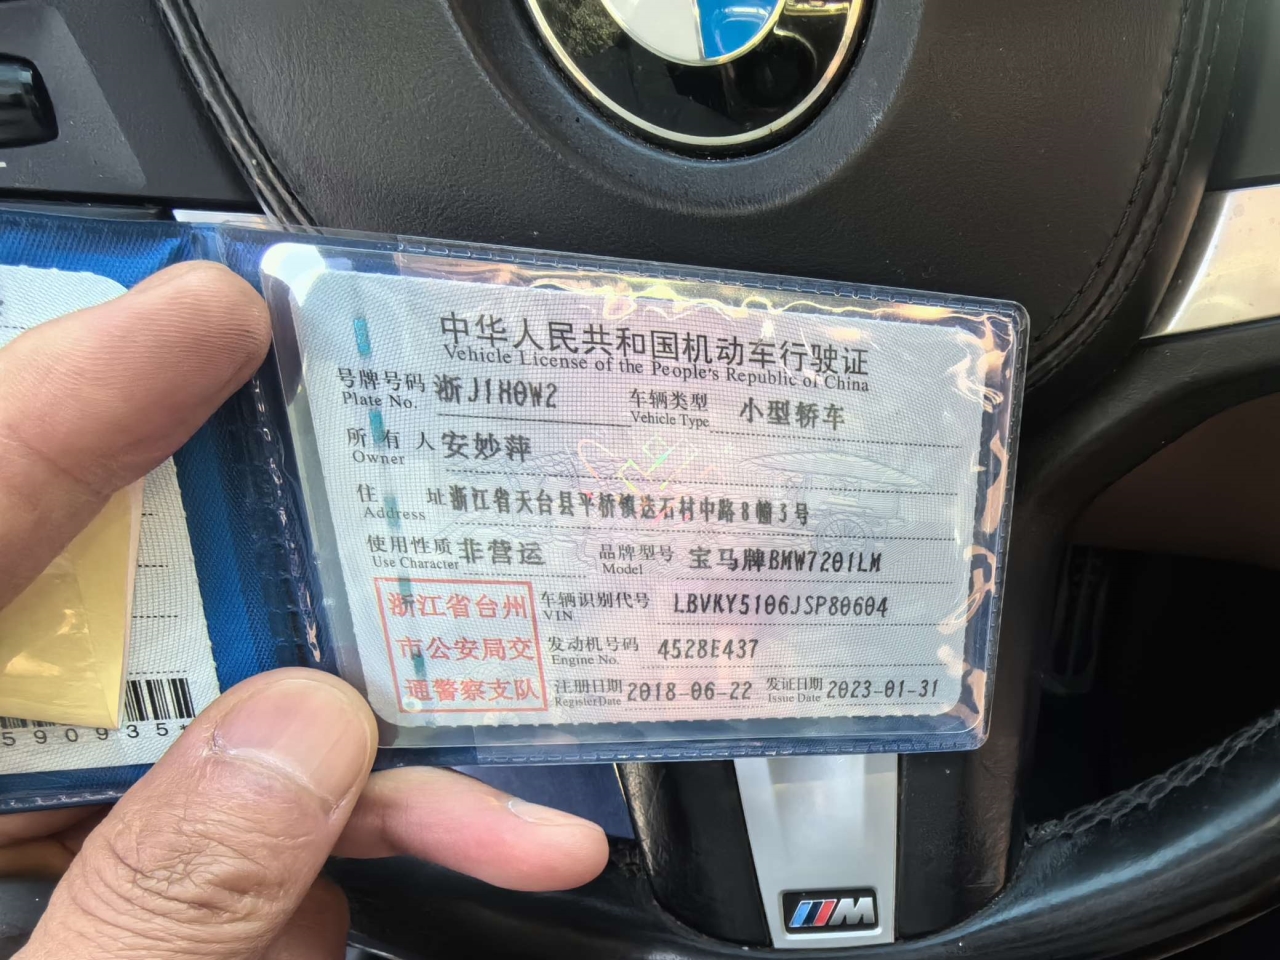 中华人民共和国机动车行驶证
Vehicle License of the People's Republic of China
号牌号码 浙J1H0W2 车辆类型 小型轿车
Plate No. Vehicle Type
所有人 安妙萍
Owner
住址 浙江省天台县平桥镇迭石村中路8幢3号
Address
使用性质 非营运 品牌型号 宝马牌BMW7201LM
Use Character Model
浙江省台州 车辆识别代号 LBVKY5106JSP80604
VIN
市公安局交 发动机号码 4528E437
Engine No.
通警察支队 注册日期 2018-06-22 发证日期 2023-01-31
Register Date Issue Date
590935*
M